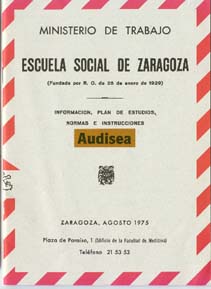 MINISTERIO DE TRABAJO
ESCUELA SOCIAL DE ZARAGOZA
(Fundada por R. O. de 25 de enero de 1929)
INFORMACION, PLAN DE ESTUDIOS,
NORMAS E INSTRUCCIONES
Audisea
ZARAGOZA, AGOSTO 1975
Plaza de Paraíso, 1 (Edificio de la Facultad de Medicina)
Teléfono 21 53 53